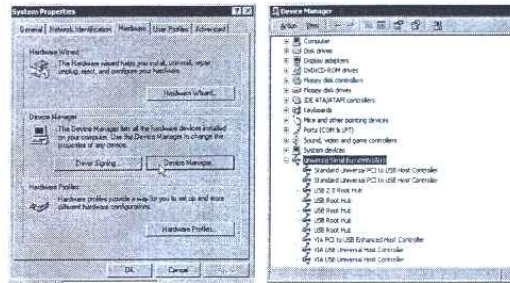 System Properties
General Network Identification Hardware User Profiles Advanced
Hardware Wizard
The Hardware wizard helps you install, uninstall, repair,
unplug, eject, and configure your hardware.
Hardware Wizard...
Device Manager
The Device Manager lists all the hardware devices installed
on your computer. Use the Device Manager to change the
properties of any device.
Driver Signing... Device Manager...
Hardware Profiles
Hardware profiles provide a way for you to set up and store
different hardware configurations.
Hardware Profiles...
OK Cancel
Device Manager
Action View
Computer
Disk drives
Display adapters
DVD/CD-ROM drives
Floppy disk controllers
Floppy disk drives
IDE ATA/ATAPI controllers
Keyboards
Mice and other pointing devices
Ports (COM & LPT)
Sound, video and game controllers
System devices
Universal Serial Bus controllers
Standard Universal PCI to USB Host Controller
Standard Universal PCI to USB Host Controller
USB 2.0 Root Hub
USB Root Hub
USB Root Hub
USB Root Hub
USB Root Hub
VIA PCI to USB Enhanced Host Controller
VIA USB Universal Host Controller
VIA USB Universal Host Controller